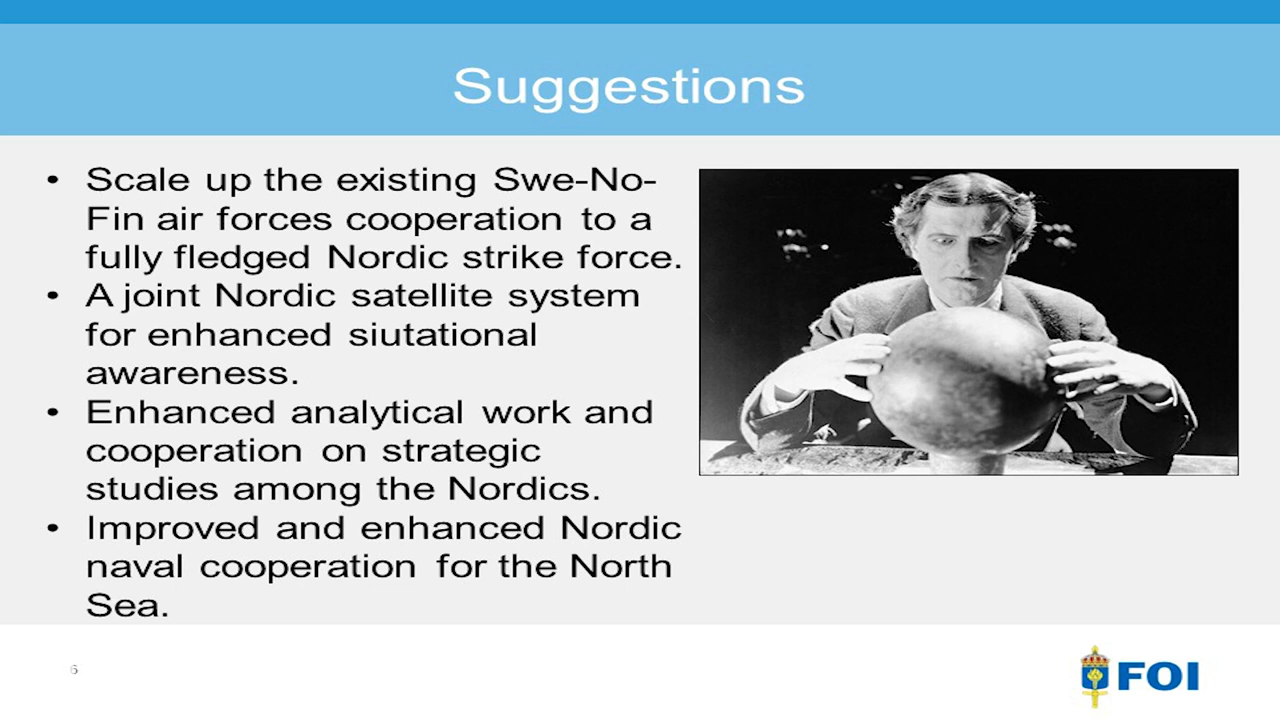 Suggestions
• Scale up the existing Swe-No-
Fin air forces cooperation to a
fully fledged Nordic strike force.
• A joint Nordic satellite system
for enhanced siutational
awareness.
• Enhanced analytical work and
cooperation on strategic
studies among the Nordics.
• Improved and enhanced Nordic
naval cooperation for the North
Sea.
6
FOI